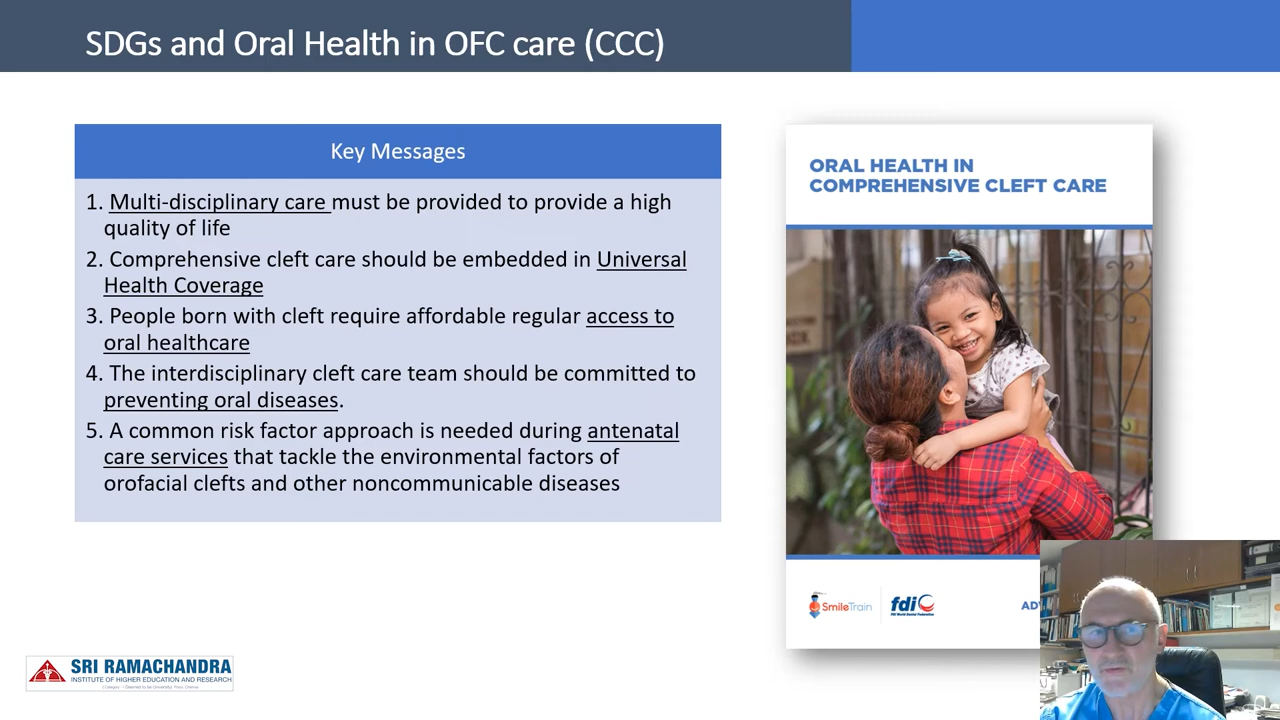 SDGs and Oral Health in OFC care (CCC)
Key Messages
1. Multi-disciplinary care must be provided to provide a high
quality of life
2. Comprehensive cleft care should be embedded in Universal
Health Coverage
3. People born with cleft require affordable regular access to
oral healthcare
4. The interdisciplinary cleft care team should be committed to
preventing oral diseases.
5. A common risk factor approach is needed during antenatal
care services that tackle the environmental factors of
orofacial clefts and other noncommunicable diseases
ORAL HEALTH IN
COMPREHENSIVE CLEFT CARE
SmileTrain
fdi
FDI World Dental Federation
SRI RAMACHANDRA
INSTITUTE OF HIGHER EDUCATION AND RESEARCH